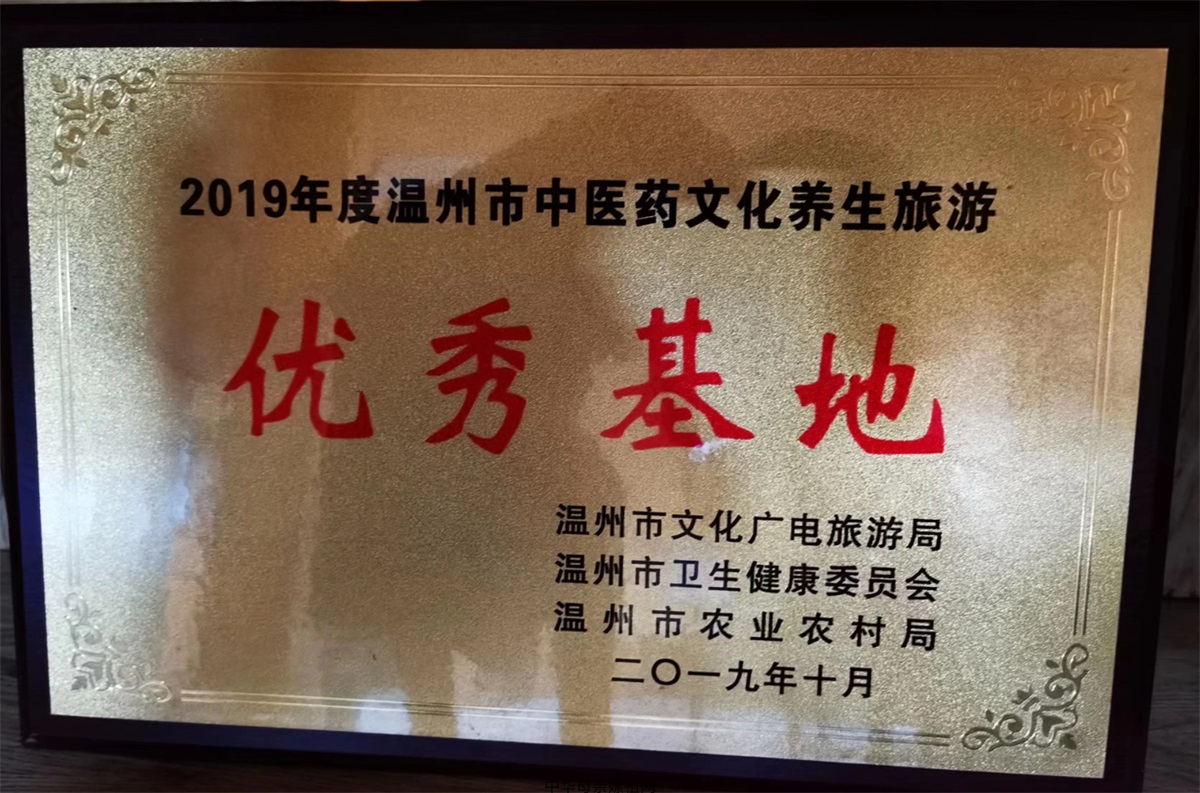 2019年度温州市中医药文化养生旅游
优秀基地
温州市文化广电旅游局
温州市卫生健康委员会
温州市农业农村局
二〇一九年十月